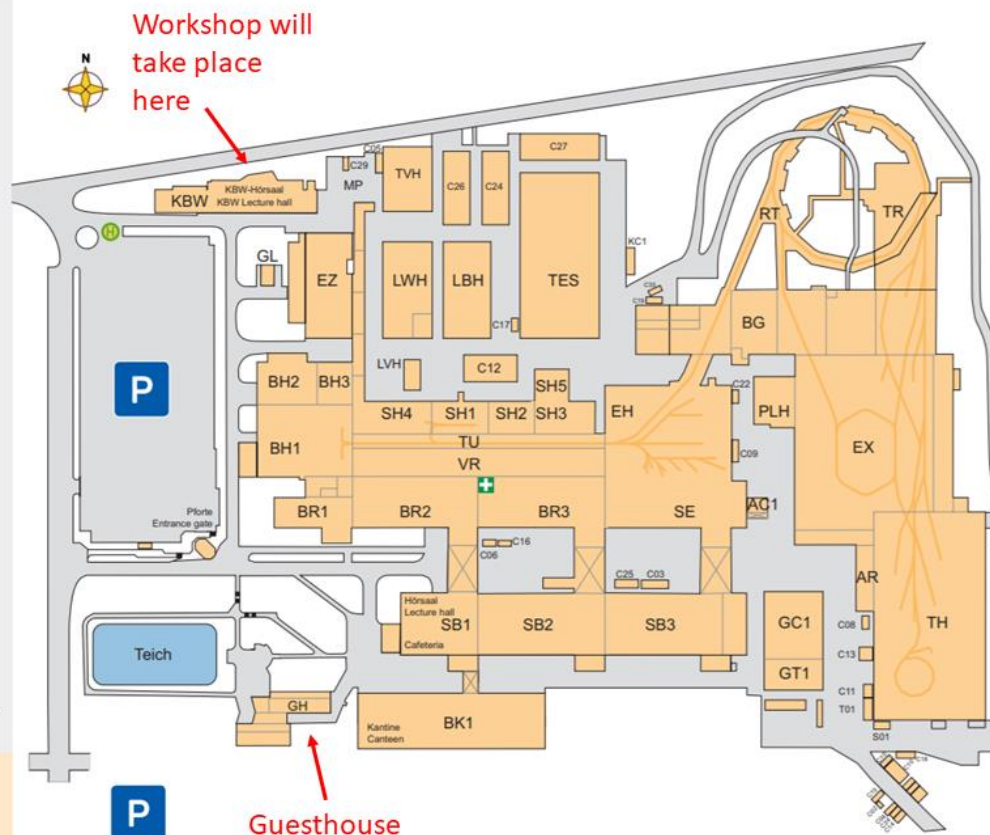 Workshop will
take place
here
N
KBW
KBW-Hörsaal
KBW Lecture hall
C29
C05
MP
TVH
C26
C24
C27
RT
TR
H
GL
EZ
LWH
LBH
TES
KC1
C17
C19
BG
P
LVH
C12
BH2
BH3
SH5
SH4
SH1
SH2
SH3
EH
C22
PLH
BH1
TU
VR
C09
EX
Pforte
Entrance gate
BR1
BR2
BR3
SE
AC1
C06
C16
C25
C03
AR
Hörsaal
Lecture hall
SB1
SB2
SB3
Cafeteria
GC1
C08
TH
Teich
C13
GT1
C11
T01
GH
Kantine
Canteen
BK1
S01
C18
P
Guesthouse